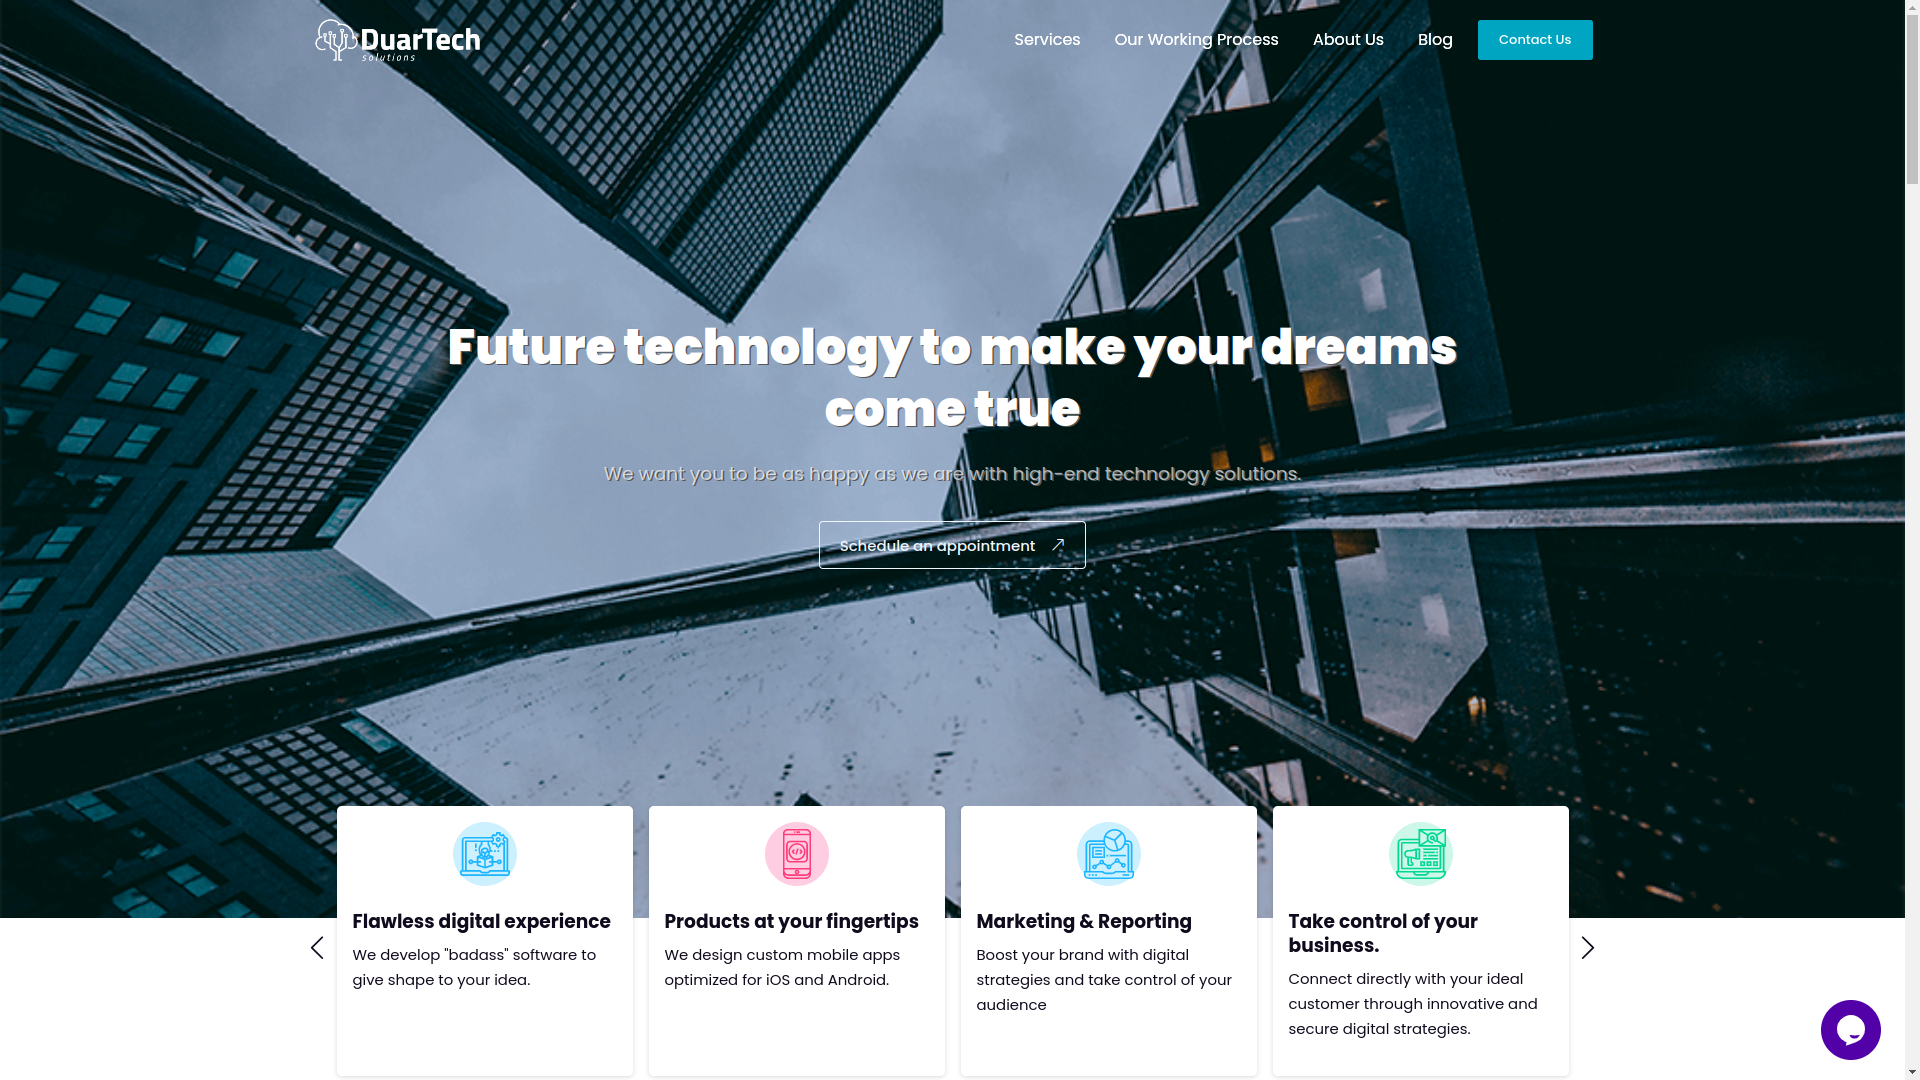 DuarTech
solutions
Services
Our Working Process
About Us
Blog
Contact Us
Future technology to make your dreams
come true
We want you to be as happy as we are with high-end technology solutions.
Schedule an appointment
Flawless digital experience
We develop "badass" software to
give shape to your idea.
Products at your fingertips
We design custom mobile apps
optimized for iOS and Android.
Marketing & Reporting
Boost your brand with digital
strategies and take control of your
audience
Take control of your
business.
Connect directly with your ideal
customer through innovative and
secure digital strategies.